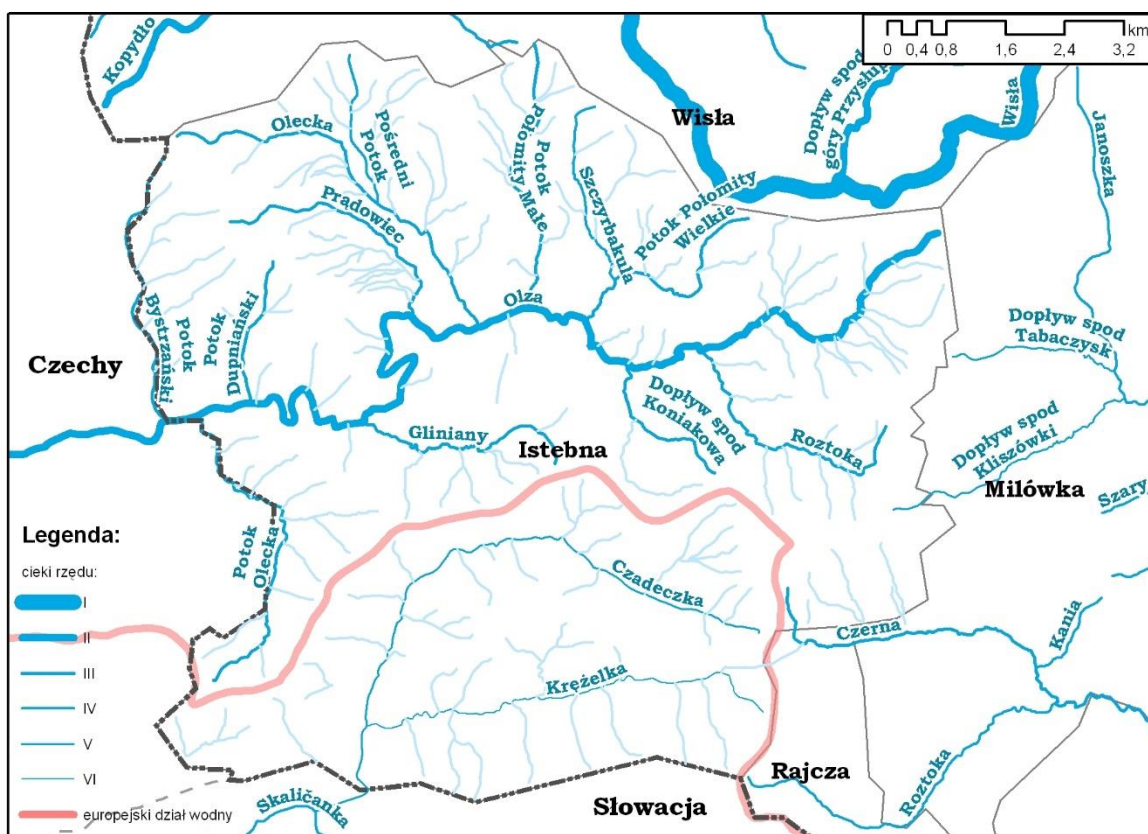 Kopydło
Wisła
Dopływ spod
góry Przysłup
Wisła
km
0 0,4 0,8 1,6 2,4 3,2
Janoszka
Olecka
Pośredni
Potok
Potok
Połomity Małe
Szczyrbakula
Potok Połomity
Wielkie
Prądowiec
Olza
Bystrzański
Potok
Potok
Dupniański
Czechy
Dopływ spod
Tabaczysk
Dopływ spod
Koniakowa
Gliniany
Istebna
Roztoka
Dopływ spod
Kliszówki
Milówka
Szary
Potok
Olecka
Czadeczka
Czerna
Kania
Krężelka
Rajcza
Roztoka
Skaličanka
Słowacja
Legenda:
cieki rzędu:
I
II
III
IV
V
VI
europejski dział wodny